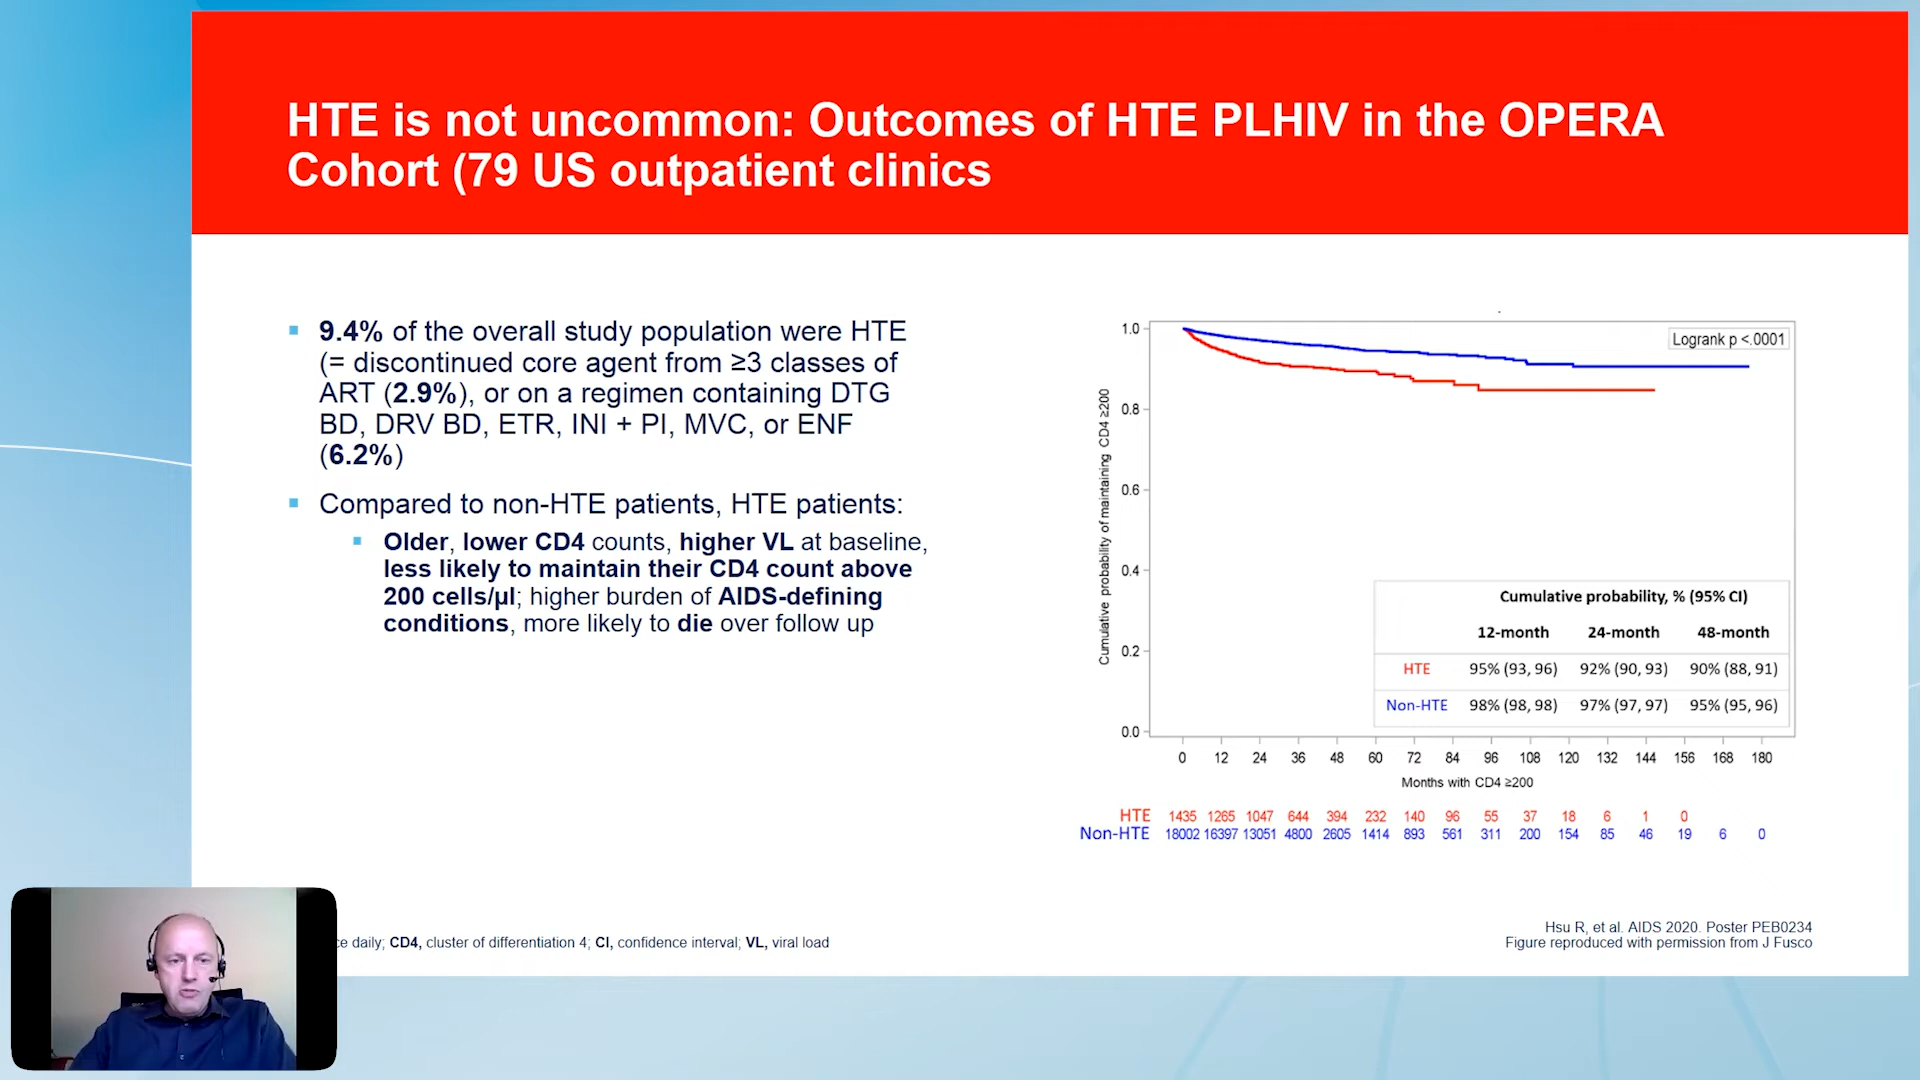 HTE is not uncommon: Outcomes of HTE PLHIV in the OPERA
Cohort (79 US outpatient clinics
9.4% of the overall study population were HTE
(= discontinued core agent from ≥3 classes of
ART (2.9%), or on a regimen containing DTG
BD, DRV BD, ETR, INI + PI, MVC, or ENF
(6.2%)
Compared to non-HTE patients, HTE patients:
Older, lower CD4 counts, higher VL at baseline,
less likely to maintain their CD4 count above
200 cells/µl; higher burden of AIDS-defining
conditions, more likely to die over follow up
Cumulative probability of maintaining CD4 ≥200
1.0
0.8
0.6
0.4
0.2
0.0
Logrank p <.0001
Cumulative probability, % (95% CI)
12-month 24-month 48-month
HTE 95% (93, 96) 92% (90, 93) 90% (88, 91)
Non-HTE 98% (98, 98) 97% (97, 97) 95% (95, 96)
0 12 24 36 48 60 72 84 96 108 120 132 144 156 168 180
Months with CD4 ≥200
HTE 1435 1265 1047 644 394 232 140 96 55 37 18 6 1 0
Non-HTE 18002 16397 13051 4800 2605 1414 893 561 311 200 154 85 46 19 6 0
daily; CD4, cluster of differentiation 4; CI, confidence interval; VL, viral load
Hsu R, et al. AIDS 2020. Poster PEB0234
Figure reproduced with permission from J Fusco